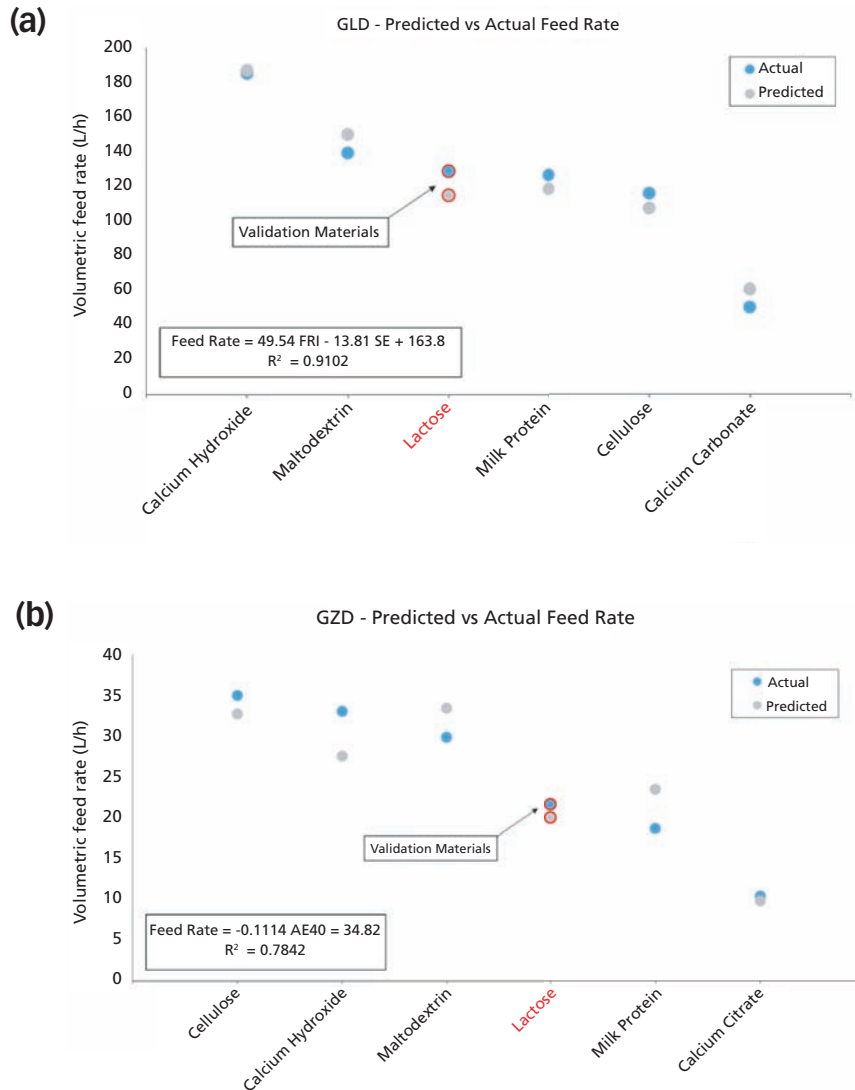 (a)
GLD - Predicted vs Actual Feed Rate
Volumetric feed rate (L/h)
200
180
160
140
120
100
80
60
40
20
0
Actual
Predicted
Validation Materials
Feed Rate = 49.54 FRI - 13.81 SE + 163.8
R² = 0.9102
Calcium Hydroxide
Maltodextrin
Lactose
Milk Protein
Cellulose
Calcium Carbonate
(b)
GZD - Predicted vs Actual Feed Rate
Volumetric feed rate (L/h)
40
35
30
25
20
15
10
5
0
Actual
Predicted
Validation Materials
Feed Rate = -0.1114 AE40 = 34.82
R² = 0.7842
Cellulose
Calcium Hydroxide
Maltodextrin
Lactose
Milk Protein
Calcium Citrate